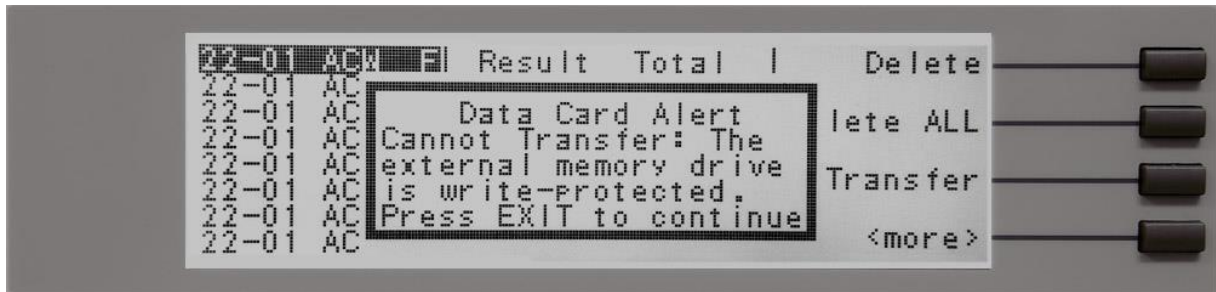 22-01 ACW F| Result Total | Delete
22-01 AC
22-01 AC Data Card Alert lete ALL
22-01 AC Cannot Transfer: The
22-01 AC external memory drive Transfer
22-01 AC is write-protected.
22-01 AC Press EXIT to continue
22-01 AC <more>